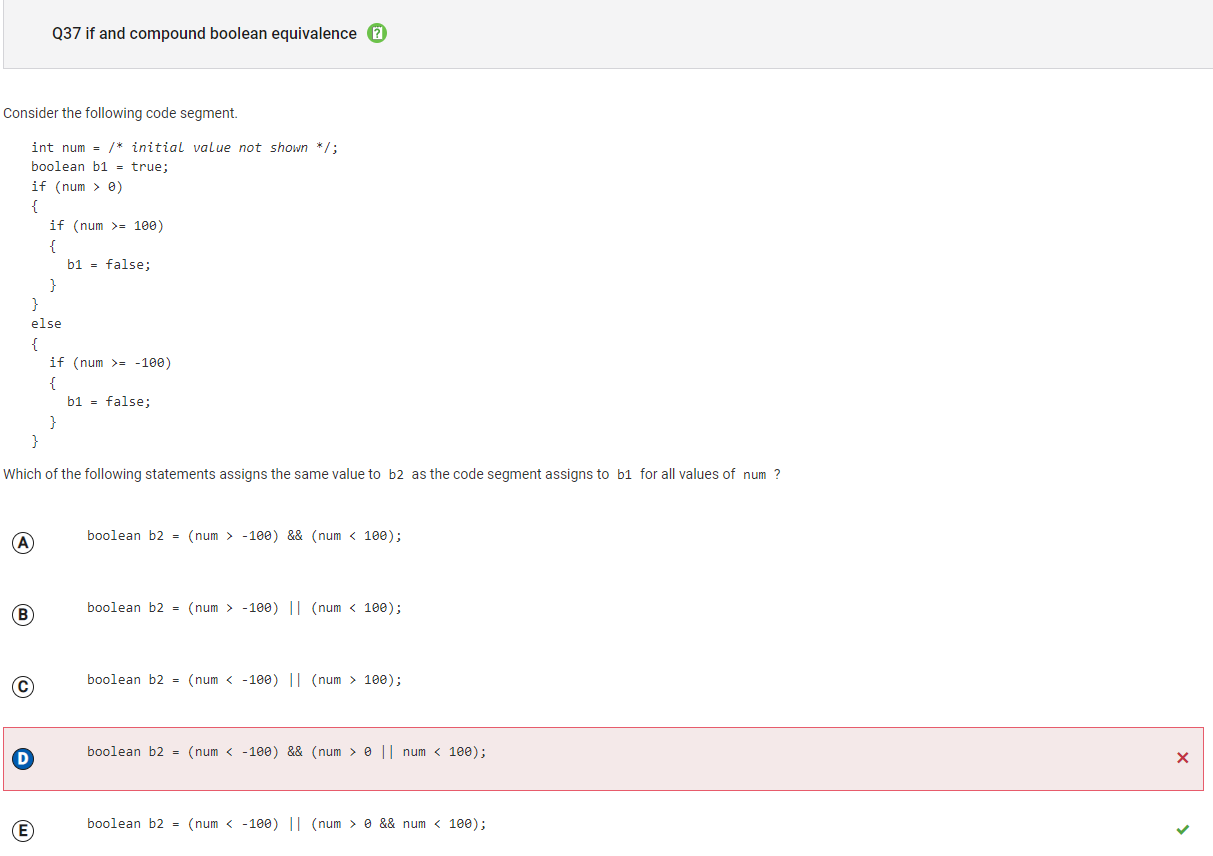 Q37 if and compound boolean equivalence
Consider the following code segment.
int num = /* initial value not shown */;
boolean b1 = true;
if (num > 0)
{
if (num >= 100)
{
b1 = false;
}
}
else
{
if (num >= -100)
{
b1 = false;
}
}
Which of the following statements assigns the same value to b2 as the code segment assigns to b1 for all values of num ?
A boolean b2 = (num > -100) && (num < 100);
B boolean b2 = (num > -100) || (num < 100);
C boolean b2 = (num < -100) || (num > 100);
D boolean b2 = (num < -100) && (num > 0 || num < 100);
E boolean b2 = (num < -100) || (num > 0 && num < 100);